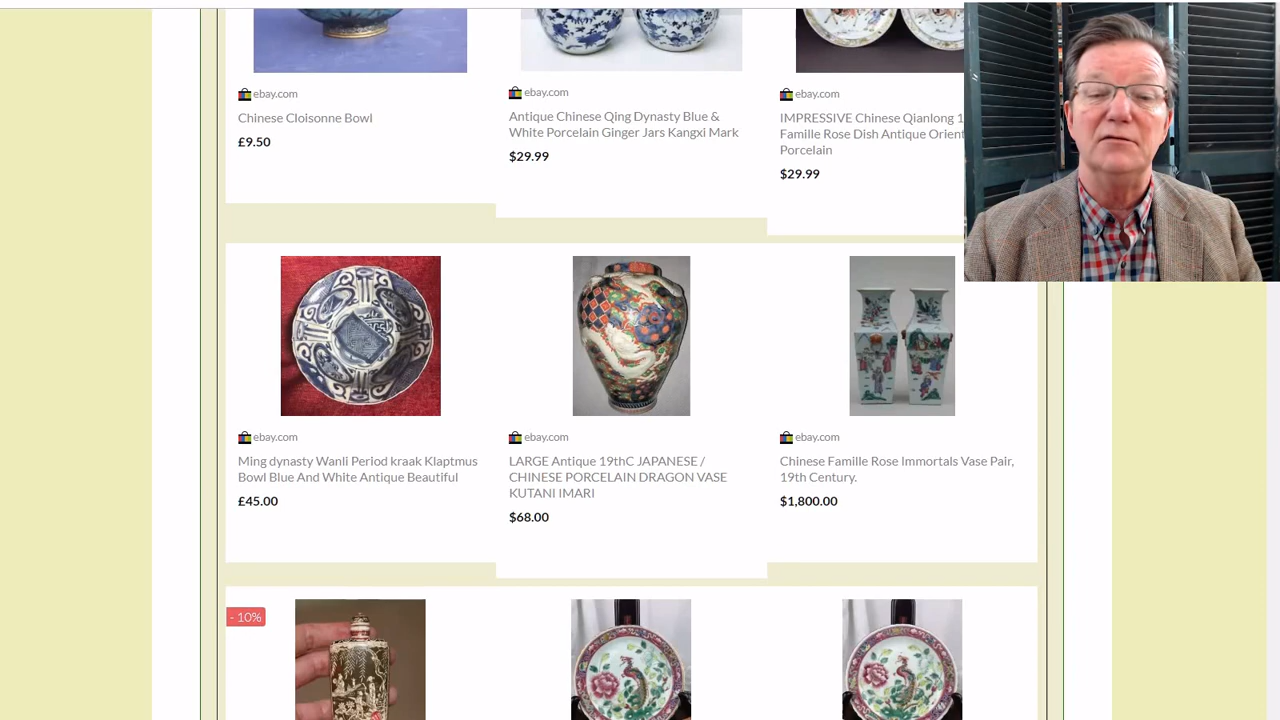 ebay.com
Chinese Cloisonne Bowl
£9.50
ebay.com
Antique Chinese Qing Dynasty Blue &
White Porcelain Ginger Jars Kangxi Mark
$29.99
ebay.com
IMPRESSIVE Chinese Qianlong
Famille Rose Dish Antique
Porcelain
$29.99
ebay.com
Ming dynasty Wanli Period kraak Klaptmus
Bowl Blue And White Antique Beautiful
£45.00
ebay.com
LARGE Antique 19thC JAPANESE /
CHINESE PORCELAIN DRAGON VASE
KUTANI IMARI
$68.00
ebay.com
Chinese Famille Rose Immortals Vase Pair,
19th Century.
$1,800.00
- 10%